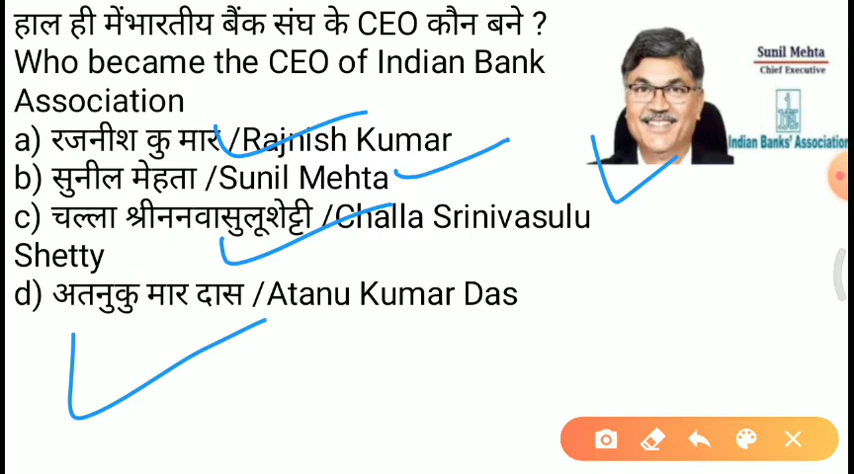 हाल ही मेंभारतीय बैंक संघ के CEO कौन बने ?
Who became the CEO of Indian Bank
Association
a) रजनीश कु मार /Rajnish Kumar
b) सुनील मेहता /Sunil Mehta
c) चल्ला श्रीननवासुलूशेट्टी /Challa Srinivasulu
Shetty
d) अतनुकु मार दास /Atanu Kumar Das
Sunil Mehta
Chief Executive
Indian Banks' Association